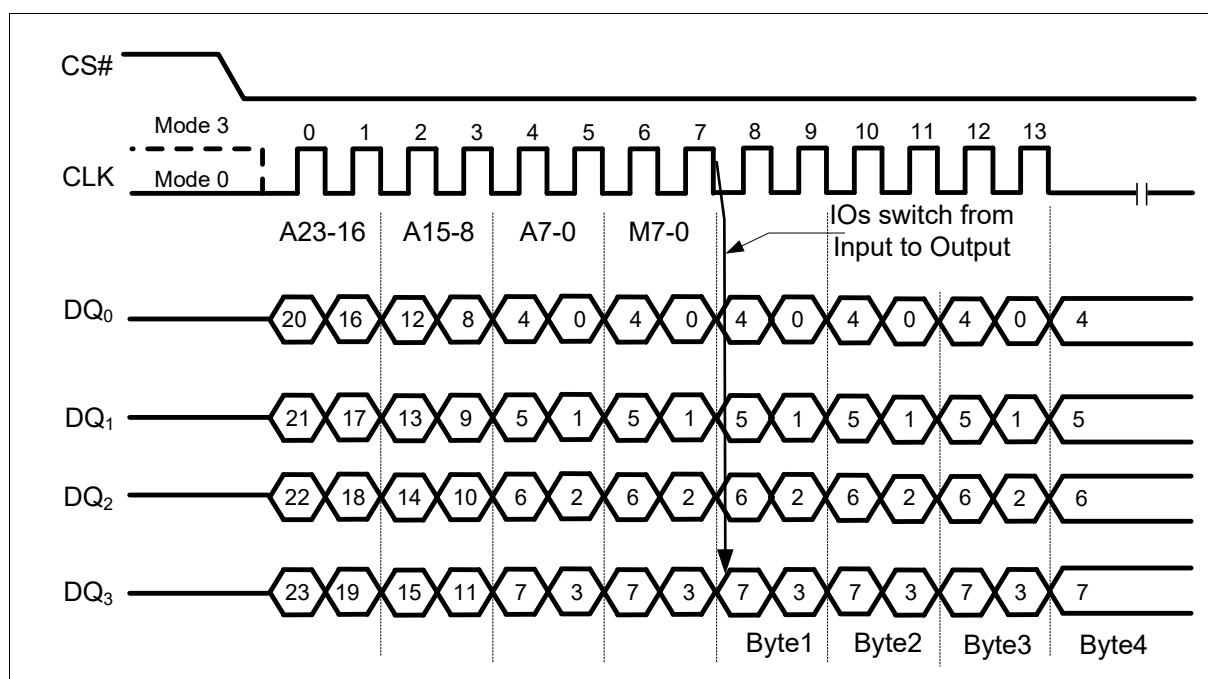 CS#
Mode 3
0 1 2 3 4 5 6 7 8 9 10 11 12 13
CLK
Mode 0
IOs switch from
Input to Output
A23-16 A15-8 A7-0 M7-0
DQ0 20 16 12 8 4 0 4 0 4 0 4 0 4 0 4
DQ1 21 17 13 9 5 1 5 1 5 1 5 1 5 1 5
DQ2 22 18 14 10 6 2 6 2 6 2 6 2 6 2 6
DQ3 23 19 15 11 7 3 7 3 7 3 7 3 7 3 7
Byte1 Byte2 Byte3 Byte4